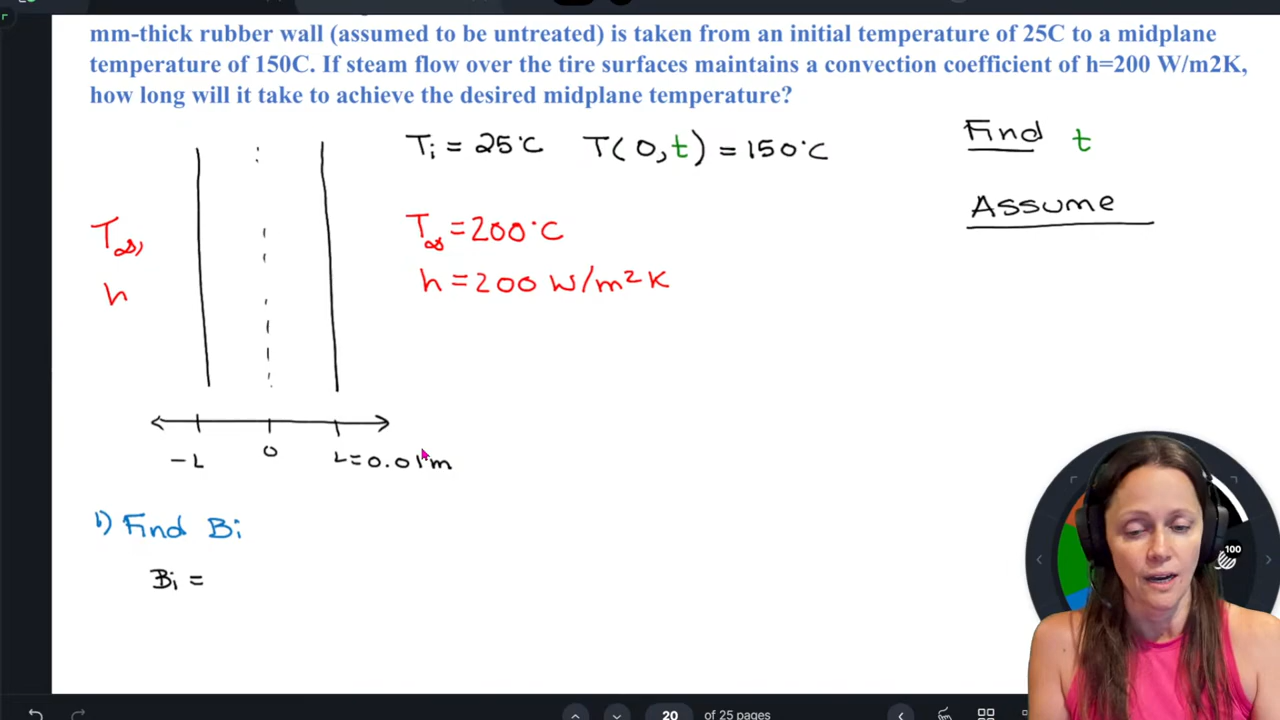 mm-thick rubber wall (assumed to be untreated) is taken from an initial temperature of 25C to a midplane
temperature of 150C. If steam flow over the tire surfaces maintains a convection coefficient of h=200 W/m2K,
how long will it take to achieve the desired midplane temperature?
Ti = 25°C T(0,t) = 150°C
Find t
Assume
T∞,
h
T∞ = 200°C
h = 200 W/m2K
-L 0 L=0.01m
1) Find Bi
Bi =
100
20 of 25 pages